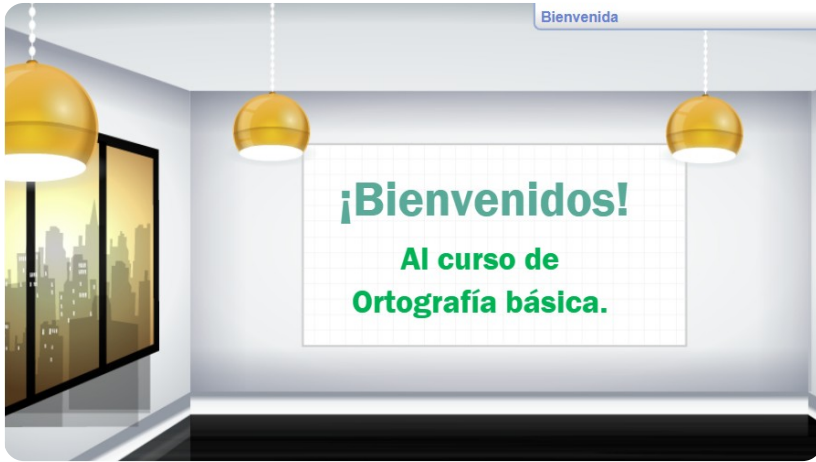 Bienvenida
¡Bienvenidos!
Al curso de
Ortografía básica.